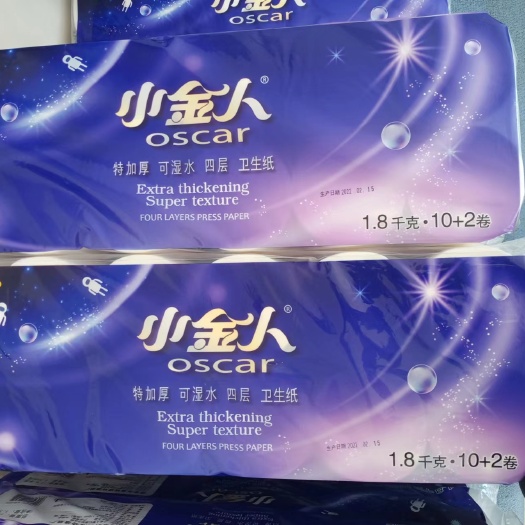 oscar
小金人®
oscar
特加厚 可湿水 四层 卫生纸
Extra thickening
Super texture
FOUR LAYERS PRESS PAPER
1.8千克·10+2卷
小金人®
oscar
特加厚 可湿水 四层 卫生纸
Extra thickening
Super texture
FOUR LAYERS PRESS PAPER
1.8千克·10+2卷